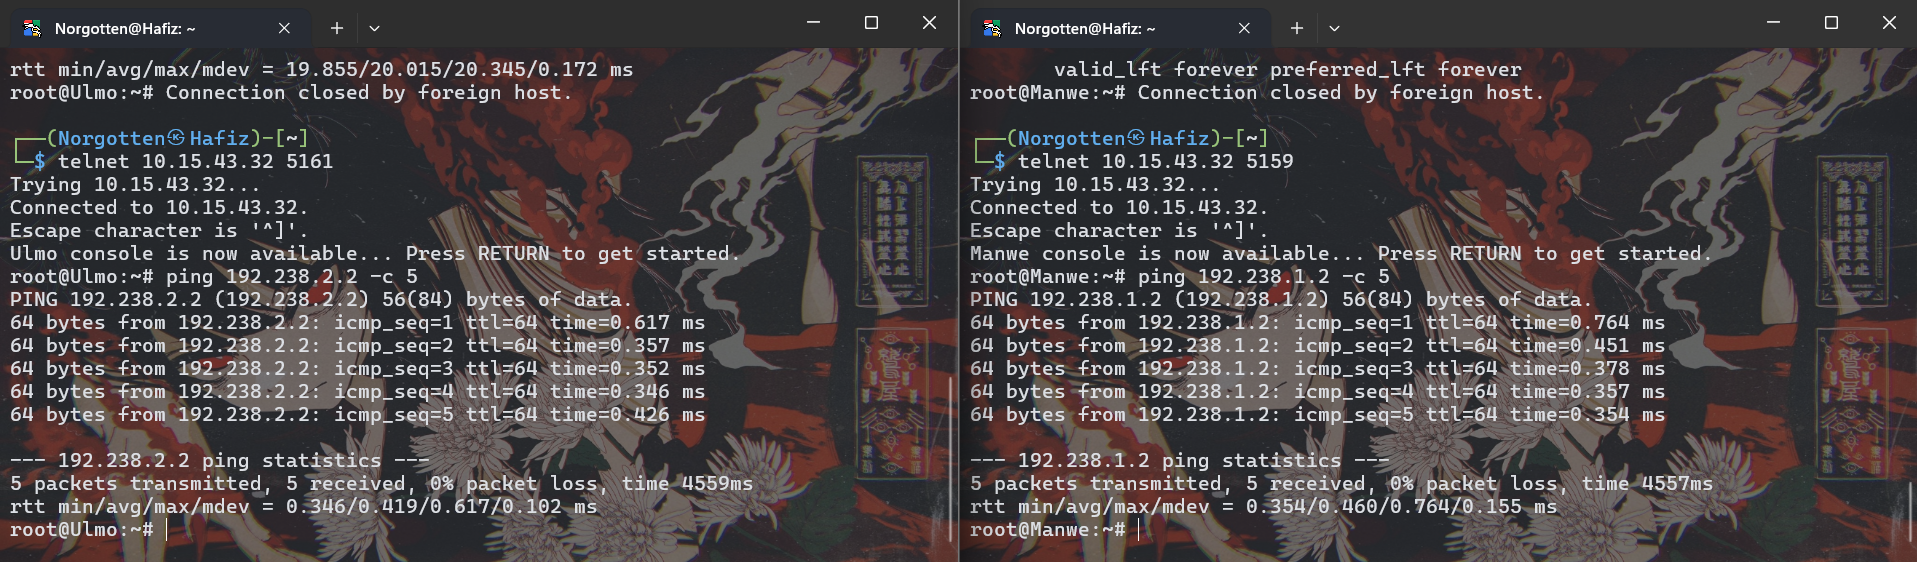 Norgotten@Hafiz: ~
rtt min/avg/max/mdev = 19.855/20.015/20.345/0.172 ms
root@Ulmo:~# Connection closed by foreign host.
┌──(Norgotten㉿Hafiz)-[~]
└─$ telnet 10.15.43.32 5161
Trying 10.15.43.32...
Connected to 10.15.43.32.
Escape character is '^]'.
Ulmo console is now available... Press RETURN to get started.
root@Ulmo:~# ping 192.238.2.2 -c 5
PING 192.238.2.2 (192.238.2.2) 56(84) bytes of data.
64 bytes from 192.238.2.2: icmp_seq=1 ttl=64 time=0.617 ms
64 bytes from 192.238.2.2: icmp_seq=2 ttl=64 time=0.357 ms
64 bytes from 192.238.2.2: icmp_seq=3 ttl=64 time=0.352 ms
64 bytes from 192.238.2.2: icmp_seq=4 ttl=64 time=0.346 ms
64 bytes from 192.238.2.2: icmp_seq=5 ttl=64 time=0.426 ms
--- 192.238.2.2 ping statistics ---
5 packets transmitted, 5 received, 0% packet loss, time 4559ms
rtt min/avg/max/mdev = 0.346/0.419/0.617/0.102 ms
root@Ulmo:~#
Norgotten@Hafiz: ~
valid_lft forever preferred_lft forever
root@Manwe:~# Connection closed by foreign host.
┌──(Norgotten㉿Hafiz)-[~]
└─$ telnet 10.15.43.32 5159
Trying 10.15.43.32...
Connected to 10.15.43.32.
Escape character is '^]'.
Manwe console is now available... Press RETURN to get started.
root@Manwe:~# ping 192.238.1.2 -c 5
PING 192.238.1.2 (192.238.1.2) 56(84) bytes of data.
64 bytes from 192.238.1.2: icmp_seq=1 ttl=64 time=0.764 ms
64 bytes from 192.238.1.2: icmp_seq=2 ttl=64 time=0.451 ms
64 bytes from 192.238.1.2: icmp_seq=3 ttl=64 time=0.378 ms
64 bytes from 192.238.1.2: icmp_seq=4 ttl=64 time=0.357 ms
64 bytes from 192.238.1.2: icmp_seq=5 ttl=64 time=0.354 ms
--- 192.238.1.2 ping statistics ---
5 packets transmitted, 5 received, 0% packet loss, time 4557ms
rtt min/avg/max/mdev = 0.354/0.460/0.764/0.155 ms
root@Manwe:~#